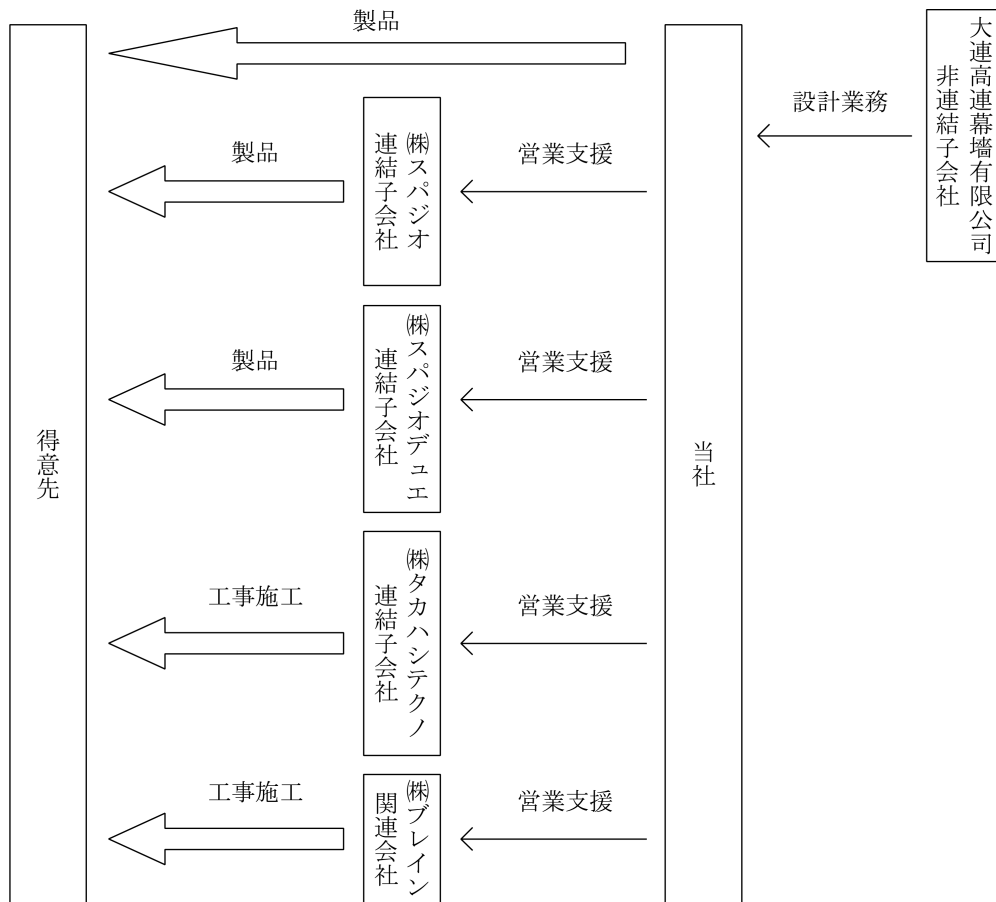 製品
大連高連幕墻有限公司
非連結子会社
設計業務
製品
㈱スパジオ
連結子会社
営業支援
製品
㈱スパジオデュエ
連結子会社
営業支援
得意先
当社
工事施工
㈱タカハシテクノ
連結子会社
営業支援
工事施工
㈱ブレイン
関連会社
営業支援